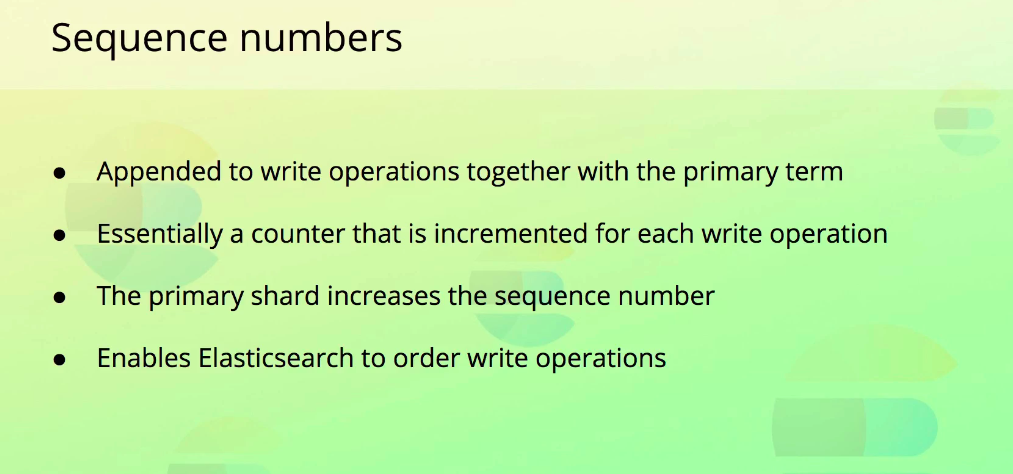 Sequence numbers
● Appended to write operations together with the primary term
● Essentially a counter that is incremented for each write operation
● The primary shard increases the sequence number
● Enables Elasticsearch to order write operations